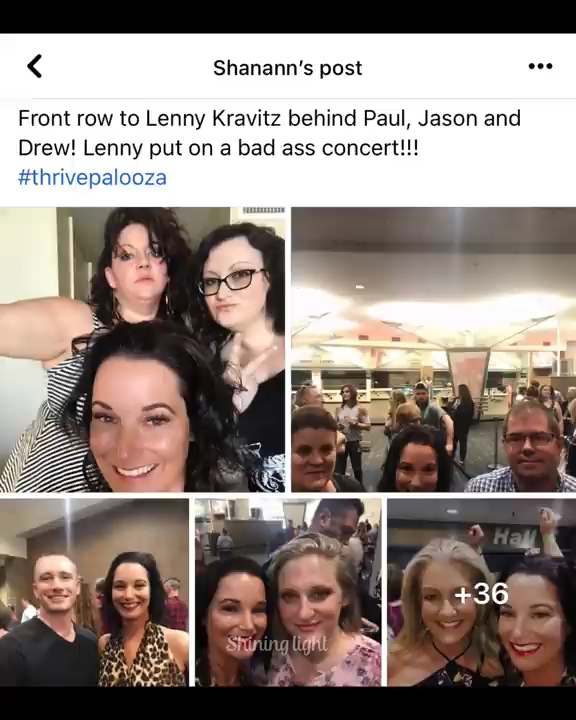 Shanann's post
Front row to Lenny Kravitz behind Paul, Jason and
Drew! Lenny put on a bad ass concert!!!
#thrivepalooza
Hall
+36
Shining light